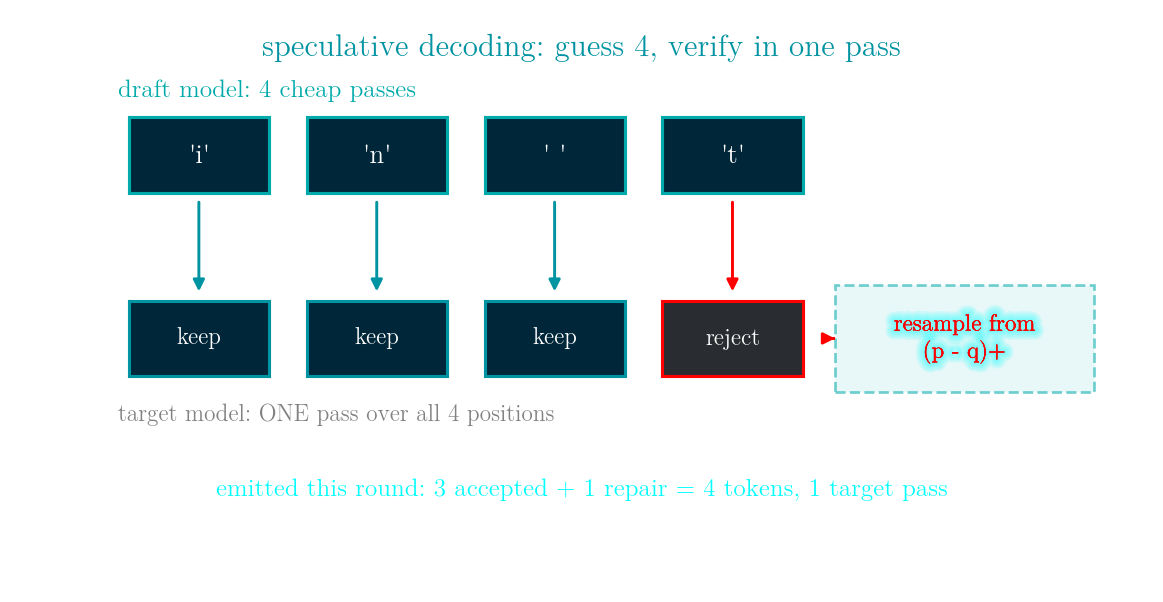 speculative decoding: guess 4, verify in one pass
draft model: 4 cheap passes
'i'
'n'
' '
't'
keep
keep
keep
reject
resample from
(p - q)+
target model: ONE pass over all 4 positions
emitted this round: 3 accepted + 1 repair = 4 tokens, 1 target pass